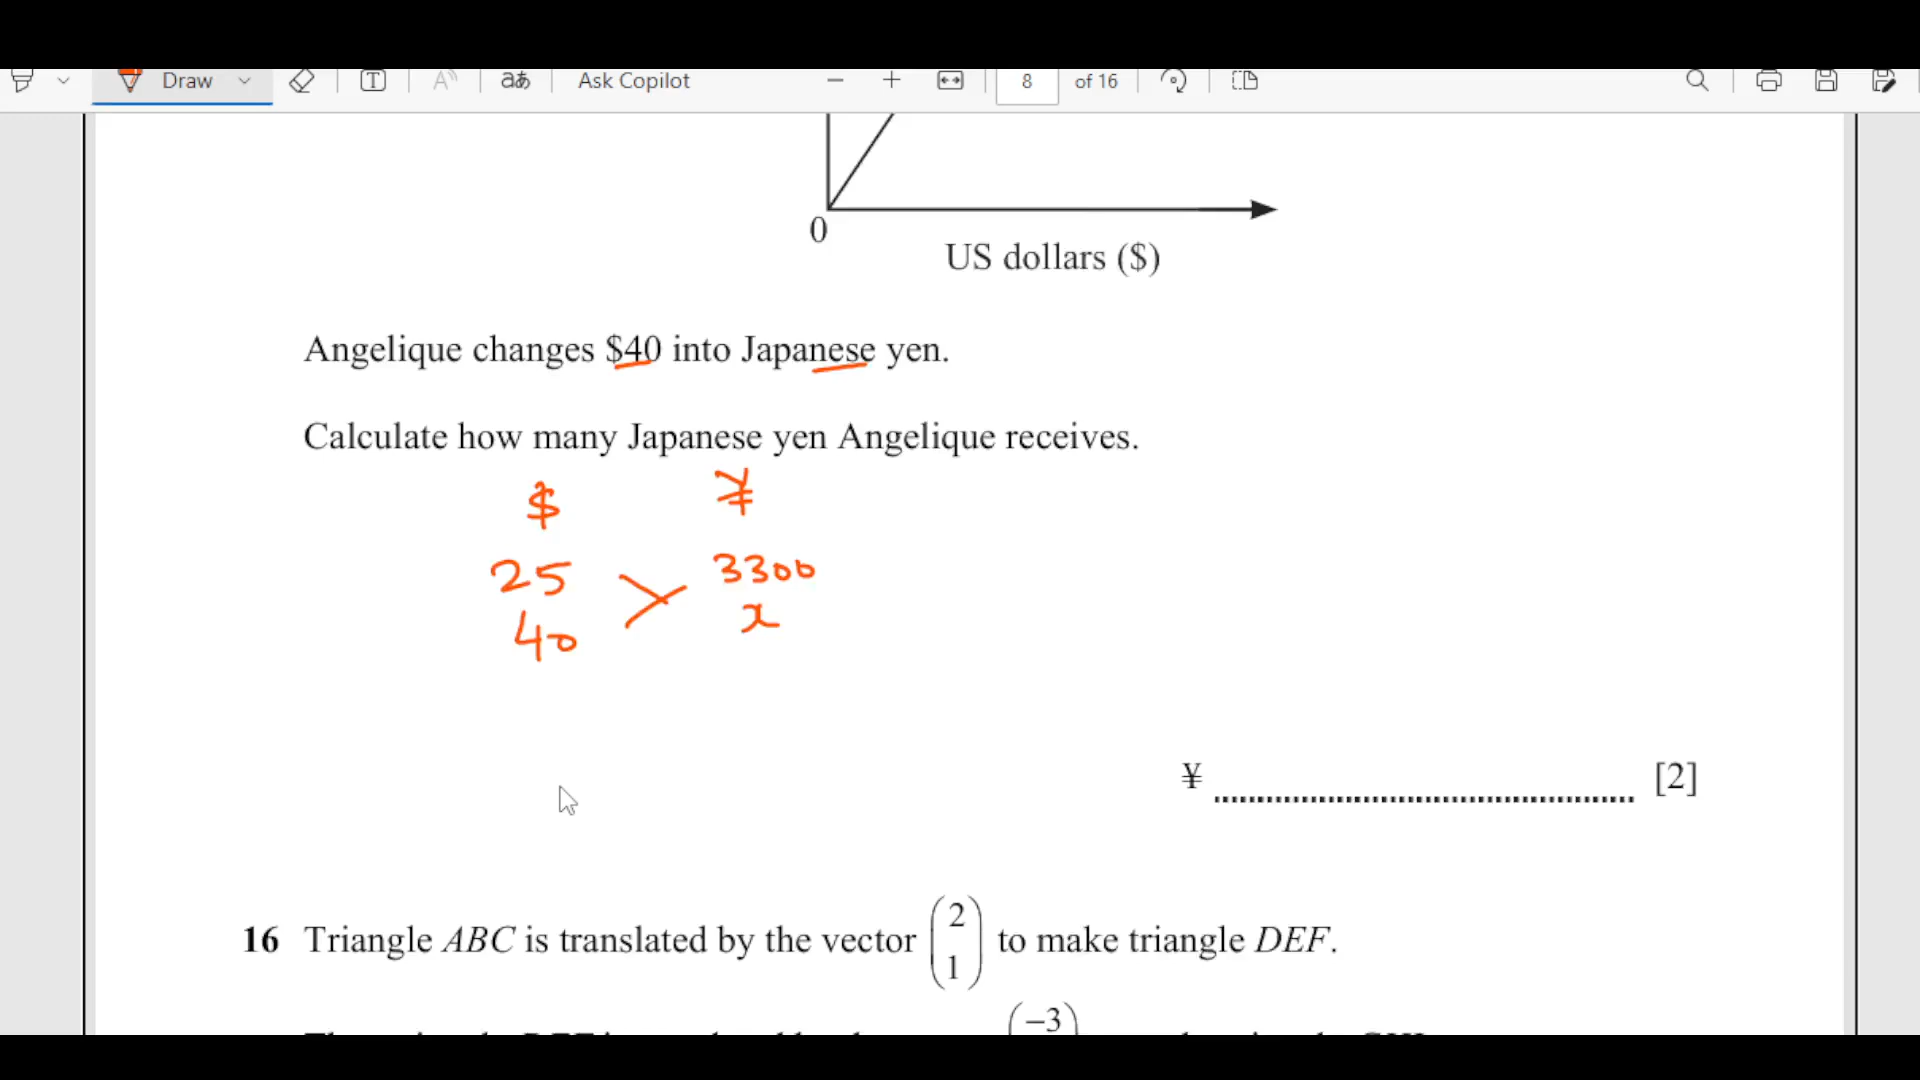 Draw T A aあ Ask Copilot 8 of 16
0
US dollars ($)
Angelique changes $40 into Japanese yen.
Calculate how many Japanese yen Angelique receives.
$ ¥
25 3300
40 x
¥ ........................................ [2]
16 Triangle ABC is translated by the vector (2 1) to make triangle DEF.
(−3)